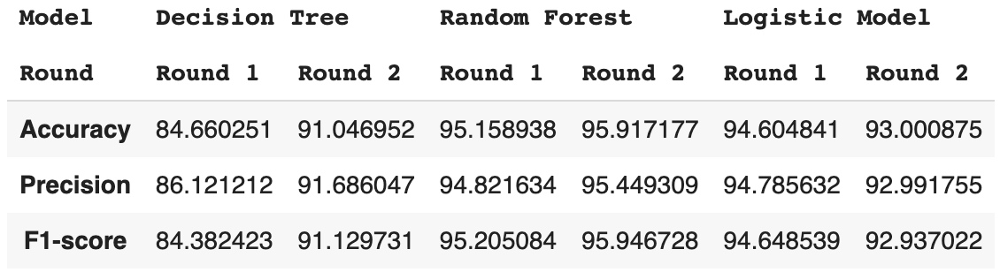 Model Decision Tree Random Forest Logistic Model
Round Round 1 Round 2 Round 1 Round 2 Round 1 Round 2
Accuracy 84.660251 91.046952 95.158938 95.917177 94.604841 93.000875
Precision 86.121212 91.686047 94.821634 95.449309 94.785632 92.991755
F1-score 84.382423 91.129731 95.205084 95.946728 94.648539 92.937022